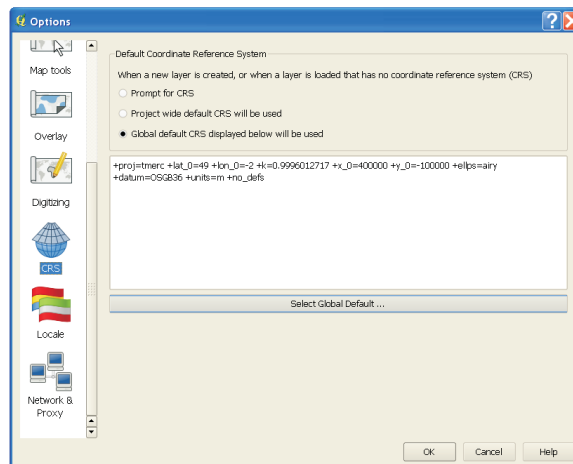 Options
Map tools
Overlay
Digitizing
CRS
Locale
Network &
Proxy
Default Coordinate Reference System
When a new layer is created, or when a layer is loaded that has no coordinate reference system (CRS)
Prompt for CRS
Project wide default CRS will be used
Global default CRS displayed below will be used
+proj=tmerc +lat_0=49 +lon_0=-2 +k=0.9996012717 +x_0=400000 +y_0=-100000 +ellps=airy
+datum=OSGB36 +units=m +no_defs
Select Global Default ...
OK
Cancel
Help